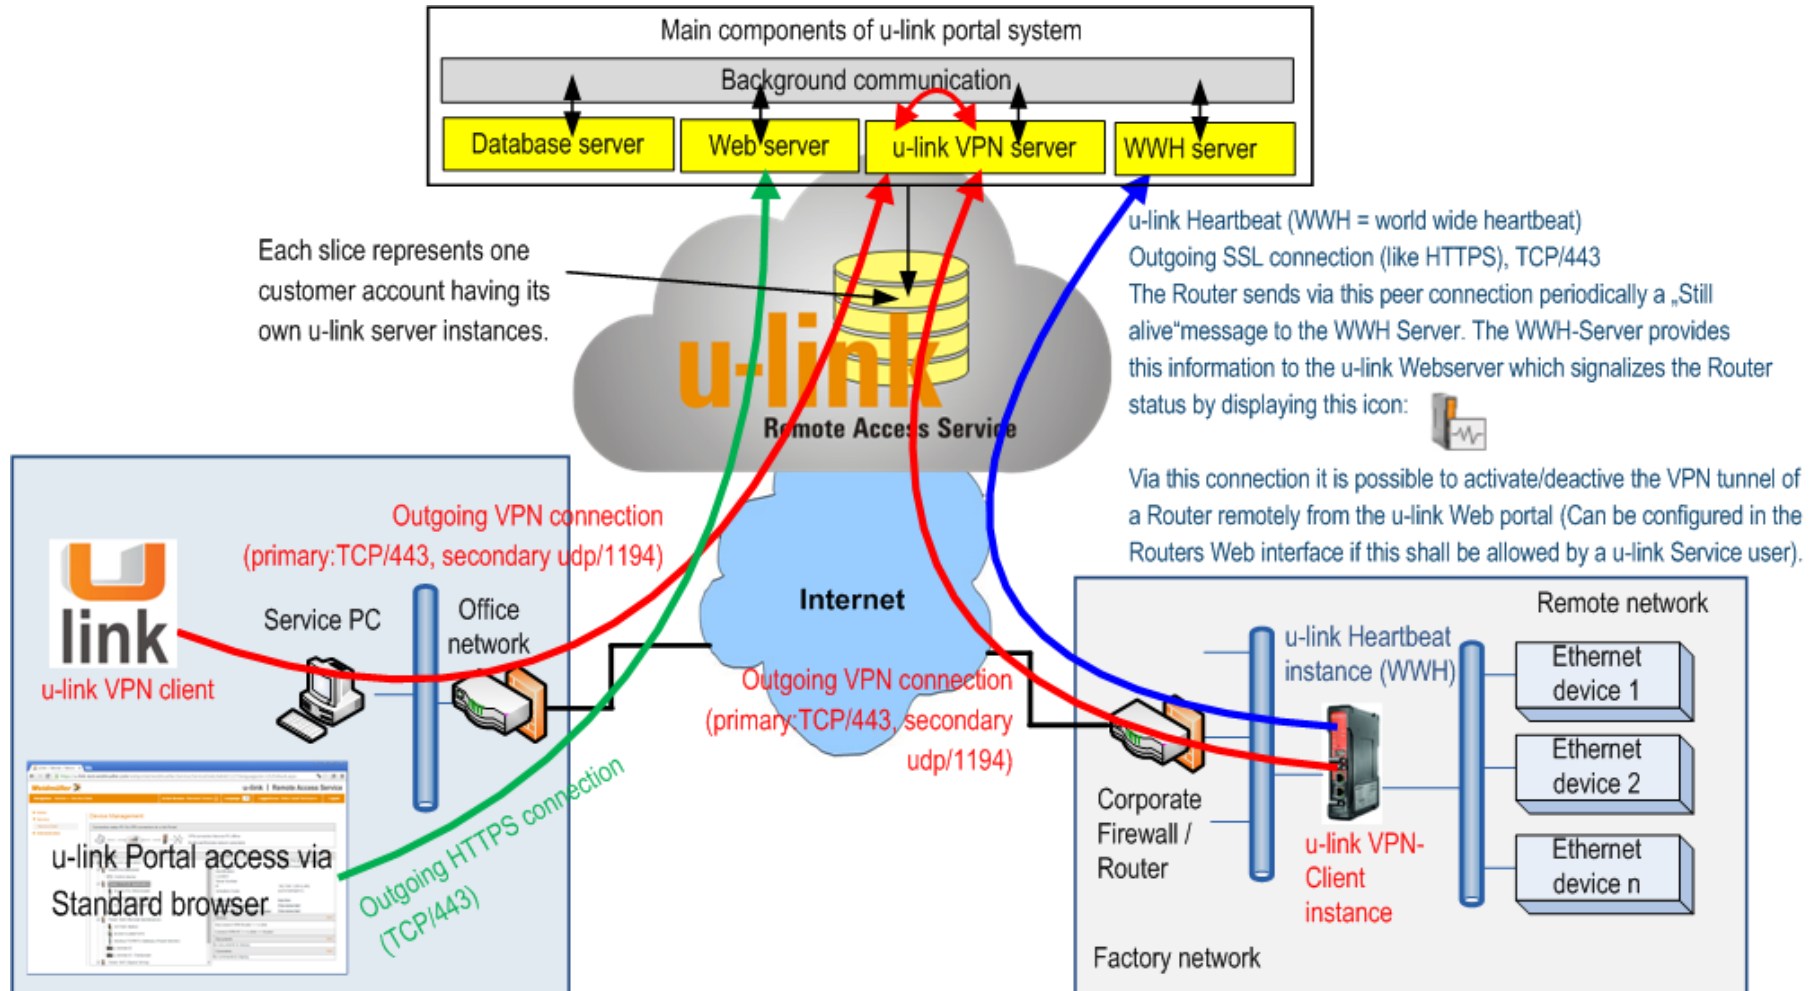 Main components of u-link portal system
Background communication
Database server
Web server
u-link VPN server
WWH server
Each slice represents one
customer account having its
own u-link server instances.
u-link
Remote Access Service
u-link Heartbeat (WWH = world wide heartbeat)
Outgoing SSL connection (like HTTPS), TCP/443
The Router sends via this peer connection periodically a „Still
alive“message to the WWH Server. The WWH-Server provides
this information to the u-link Webserver which signalizes the Router
status by displaying this icon:
Via this connection it is possible to activate/deactive the VPN tunnel of
a Router remotely from the u-link Web portal (Can be configured in the
Routers Web interface if this shall be allowed by a u-link Service user).
Outgoing VPN connection
(primary:TCP/443, secondary udp/1194)
u
link
u-link VPN client
Service PC
Office
network
Internet
Outgoing VPN connection
(primary:TCP/443, secondary
udp/1194)
u-link | Remote Access Service
Device Management
u-link Portal access via
Standard browser
Outgoing HTTPS connection
(TCP/443)
Remote network
u-link Heartbeat
instance (WWH)
Ethernet
device 1
Ethernet
device 2
Ethernet
device n
Corporate
Firewall /
Router
u-link VPN-
Client
instance
Factory network